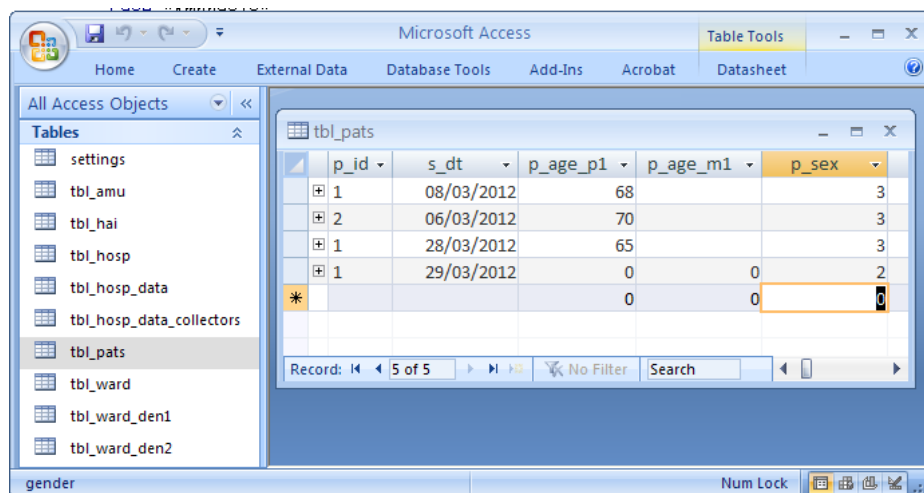 Microsoft Access
Table Tools
Home Create External Data Database Tools Add-Ins Acrobat Datasheet
All Access Objects
Tables
settings
tbl_amu
tbl_hai
tbl_hosp
tbl_hosp_data
tbl_hosp_data_collectors
tbl_pats
tbl_ward
tbl_ward_den1
tbl_ward_den2
tbl_pats
p_id s_dt p_age_p1 p_age_m1 p_sex
1 08/03/2012 68 3
2 06/03/2012 70 3
1 28/03/2012 65 3
1 29/03/2012 0 0 2
0 0 0
Record: 5 of 5 No Filter Search
gender Num Lock